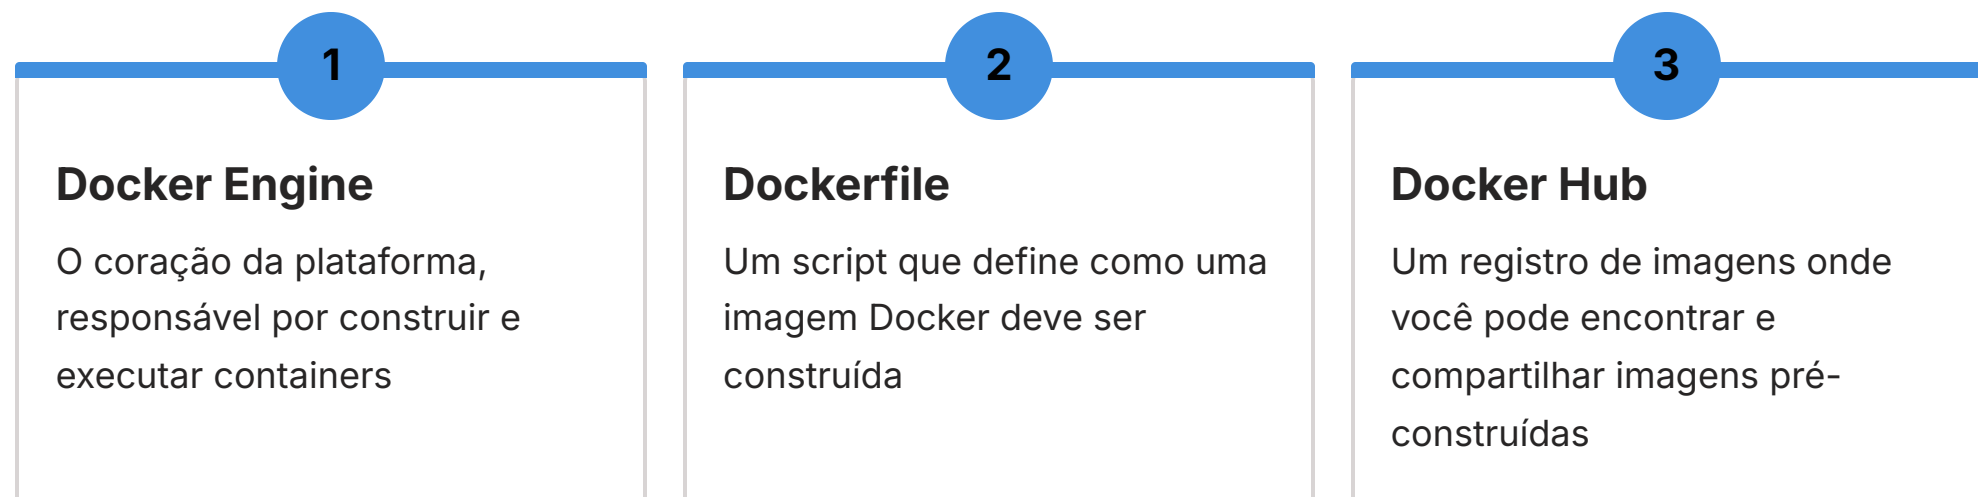 1
Docker Engine
O coração da plataforma,
responsável por construir e
executar containers
2
Dockerfile
Um script que define como uma
imagem Docker deve ser
construída
3
Docker Hub
Um registro de imagens onde
você pode encontrar e
compartilhar imagens pré-
construídas